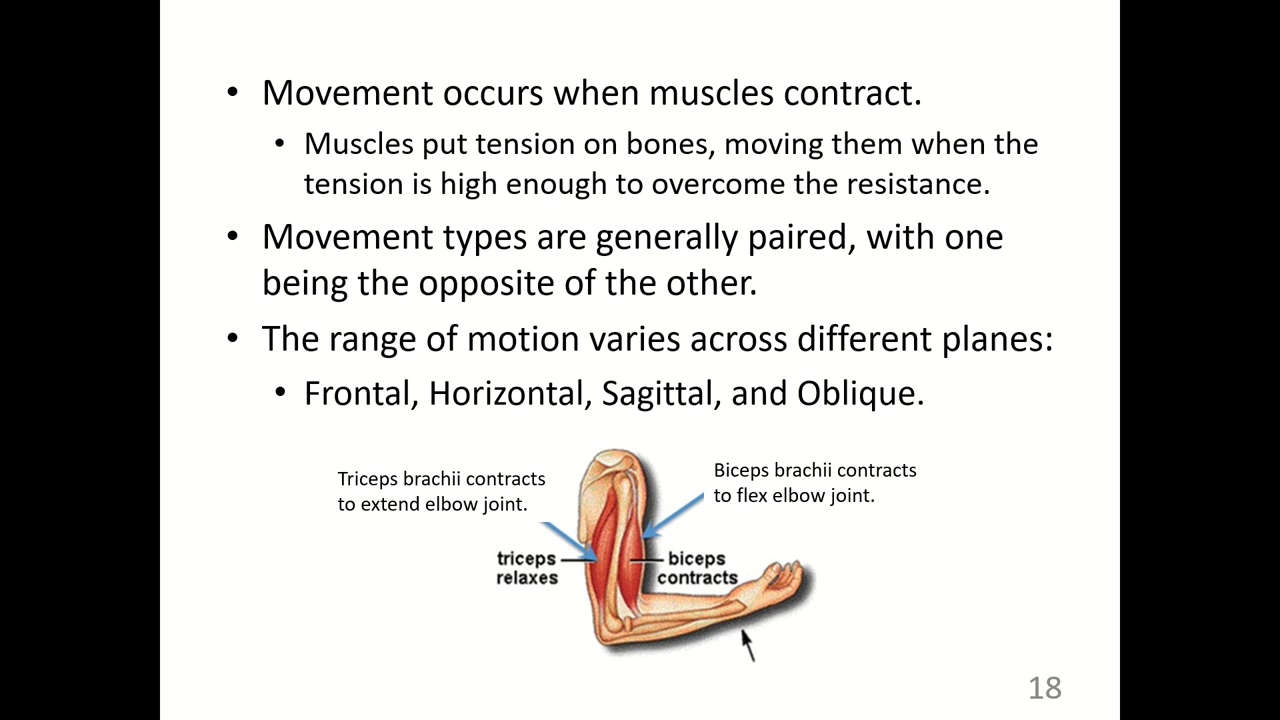 • Movement occurs when muscles contract.
• Muscles put tension on bones, moving them when the
tension is high enough to overcome the resistance.
• Movement types are generally paired, with one
being the opposite of the other.
• The range of motion varies across different planes:
• Frontal, Horizontal, Sagittal, and Oblique.
Triceps brachii contracts
to extend elbow joint.
Biceps brachii contracts
to flex elbow joint.
triceps
relaxes
biceps
contracts
18